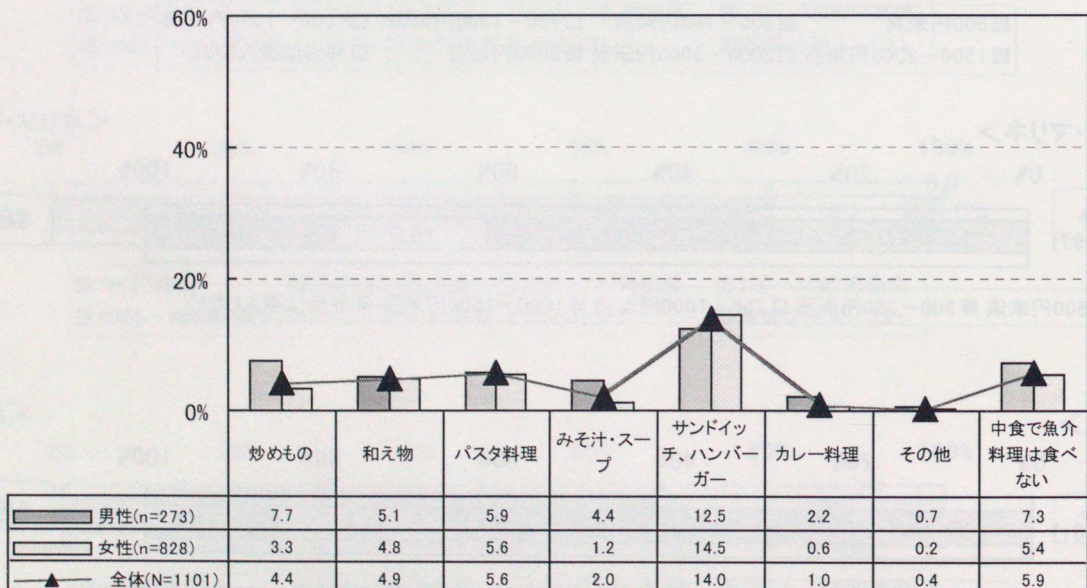 60%
40%
20%
0%
炒めもの 和え物 パスタ料理 みそ汁・スープ サンドイッチ、ハンバーガー カレー料理 その他 中食で魚介料理は食べない
男性(n=273) 7.7 5.1 5.9 4.4 12.5 2.2 0.7 7.3
女性(n=828) 3.3 4.8 5.6 1.2 14.5 0.6 0.2 5.4
全体(N=1101) 4.4 4.9 5.6 2.0 14.0 1.0 0.4 5.9